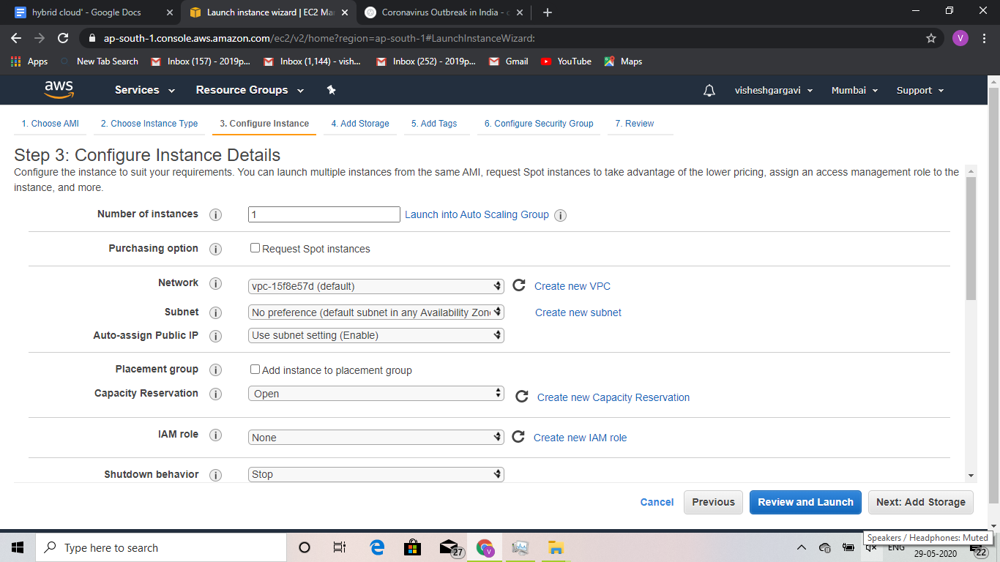 hybrid cloud' - Google Docs
Launch instance wizard | EC2 Ma
Coronavirus Outbreak in India -
ap-south-1.console.aws.amazon.com/ec2/v2/home?region=ap-south-1#LaunchInstanceWizard:
V
Apps New Tab Search Inbox (157) - 2019p... Inbox (1,144) - vish... Inbox (252) - 2019p... Gmail YouTube Maps
aws Services Resource Groups visheshgargavi Mumbai Support
1. Choose AMI 2. Choose Instance Type 3. Configure Instance 4. Add Storage 5. Add Tags 6. Configure Security Group 7. Review
Step 3: Configure Instance Details
Configure the instance to suit your requirements. You can launch multiple instances from the same AMI, request Spot instances to take advantage of the lower pricing, assign an access management role to the
instance, and more.
Number of instances i 1 Launch into Auto Scaling Group i
Purchasing option i Request Spot instances
Network i vpc-15f8e57d (default) Create new VPC
Subnet i No preference (default subnet in any Availability Zon Create new subnet
Auto-assign Public IP i Use subnet setting (Enable)
Placement group i Add instance to placement group
Capacity Reservation i Open Create new Capacity Reservation
IAM role i None Create new IAM role
Shutdown behavior i Stop
Cancel Previous Review and Launch Next: Add Storage
Speakers / Headphones: Muted
Type here to search
27
V
ENG
29-05-2020
22